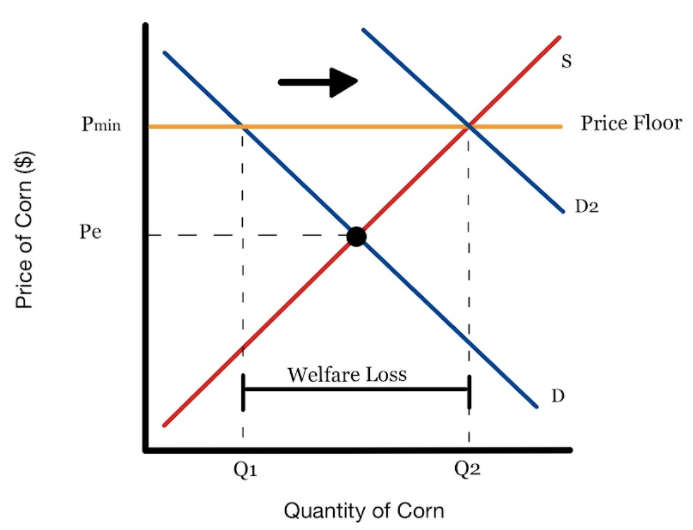 S
Pmin
Price Floor
D2
Pe
Price of Corn ($)
Welfare Loss
D
Q1
Q2
Quantity of Corn